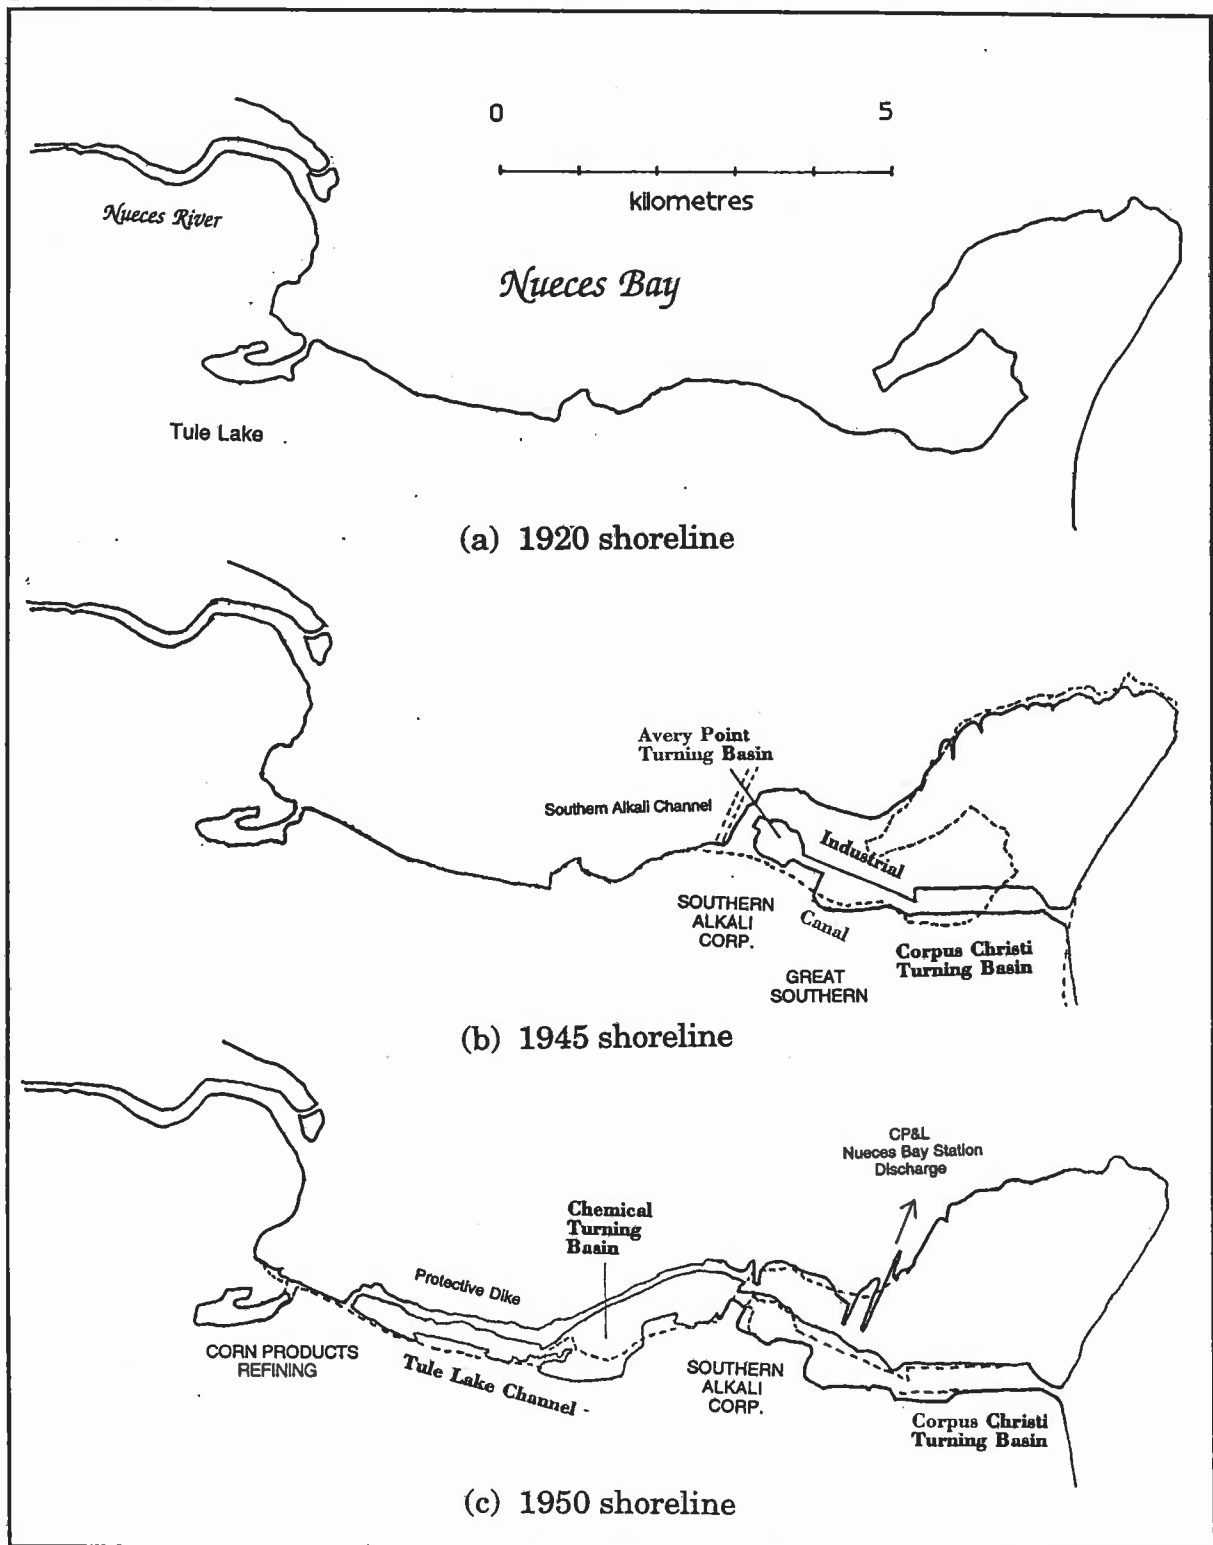 0 5
kilometres
Nueces River
Nueces Bay
Tule Lake
(a) 1920 shoreline
Avery Point
Turning Basin
Southern Alkali Channel
Industrial
SOUTHERN
ALKALI
CORP.
Canal
Corpus Christi
Turning Basin
GREAT
SOUTHERN
(b) 1945 shoreline
CP&L
Nueces Bay Station
Discharge
Chemical
Turning
Basin
Protective Dike
CORN PRODUCTS
REFINING
Tule Lake Channel
SOUTHERN
ALKALI
CORP.
Corpus Christi
Turning Basin
(c) 1950 shoreline